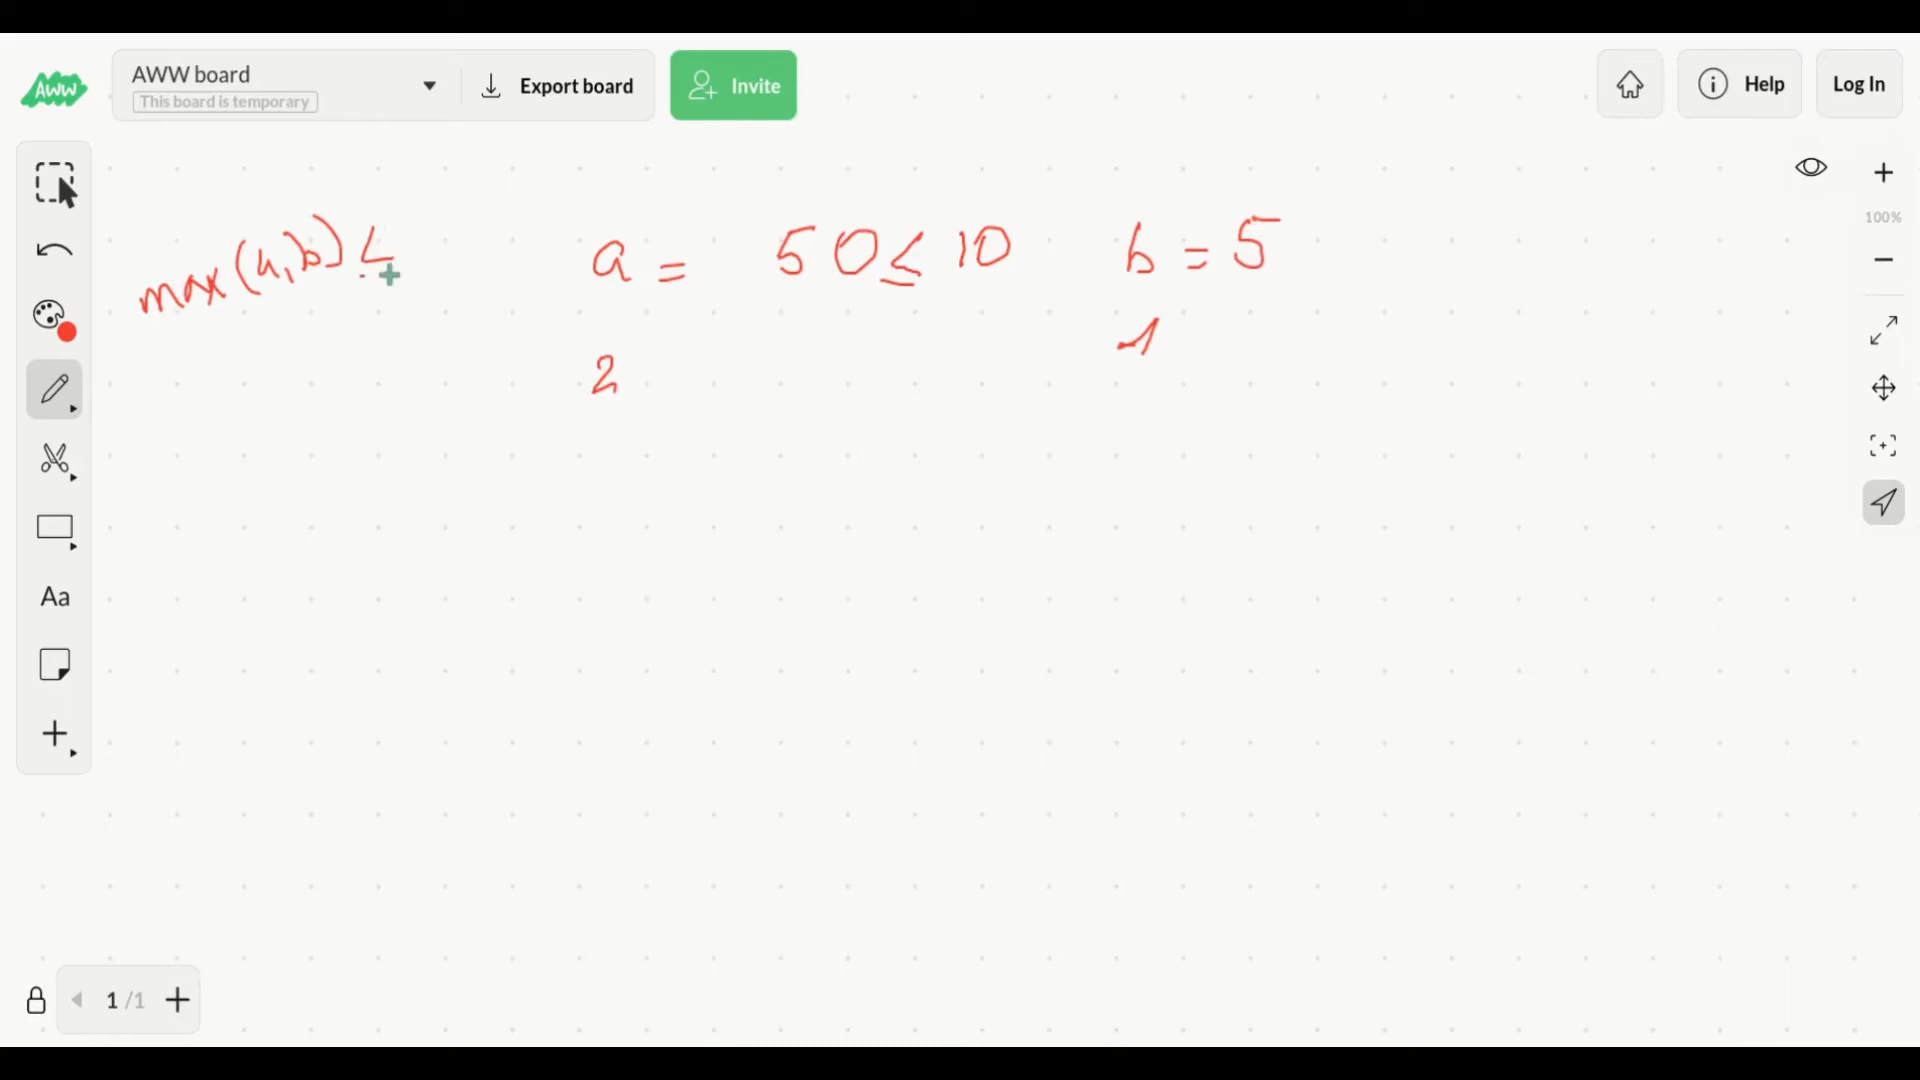 AWW
AWW board
This board is temporary
Export board
Invite
Help
Log In
100%
max(a,b) ≤ a = 50 ≤ 10 b = 5
1
2
Aa
1 /1